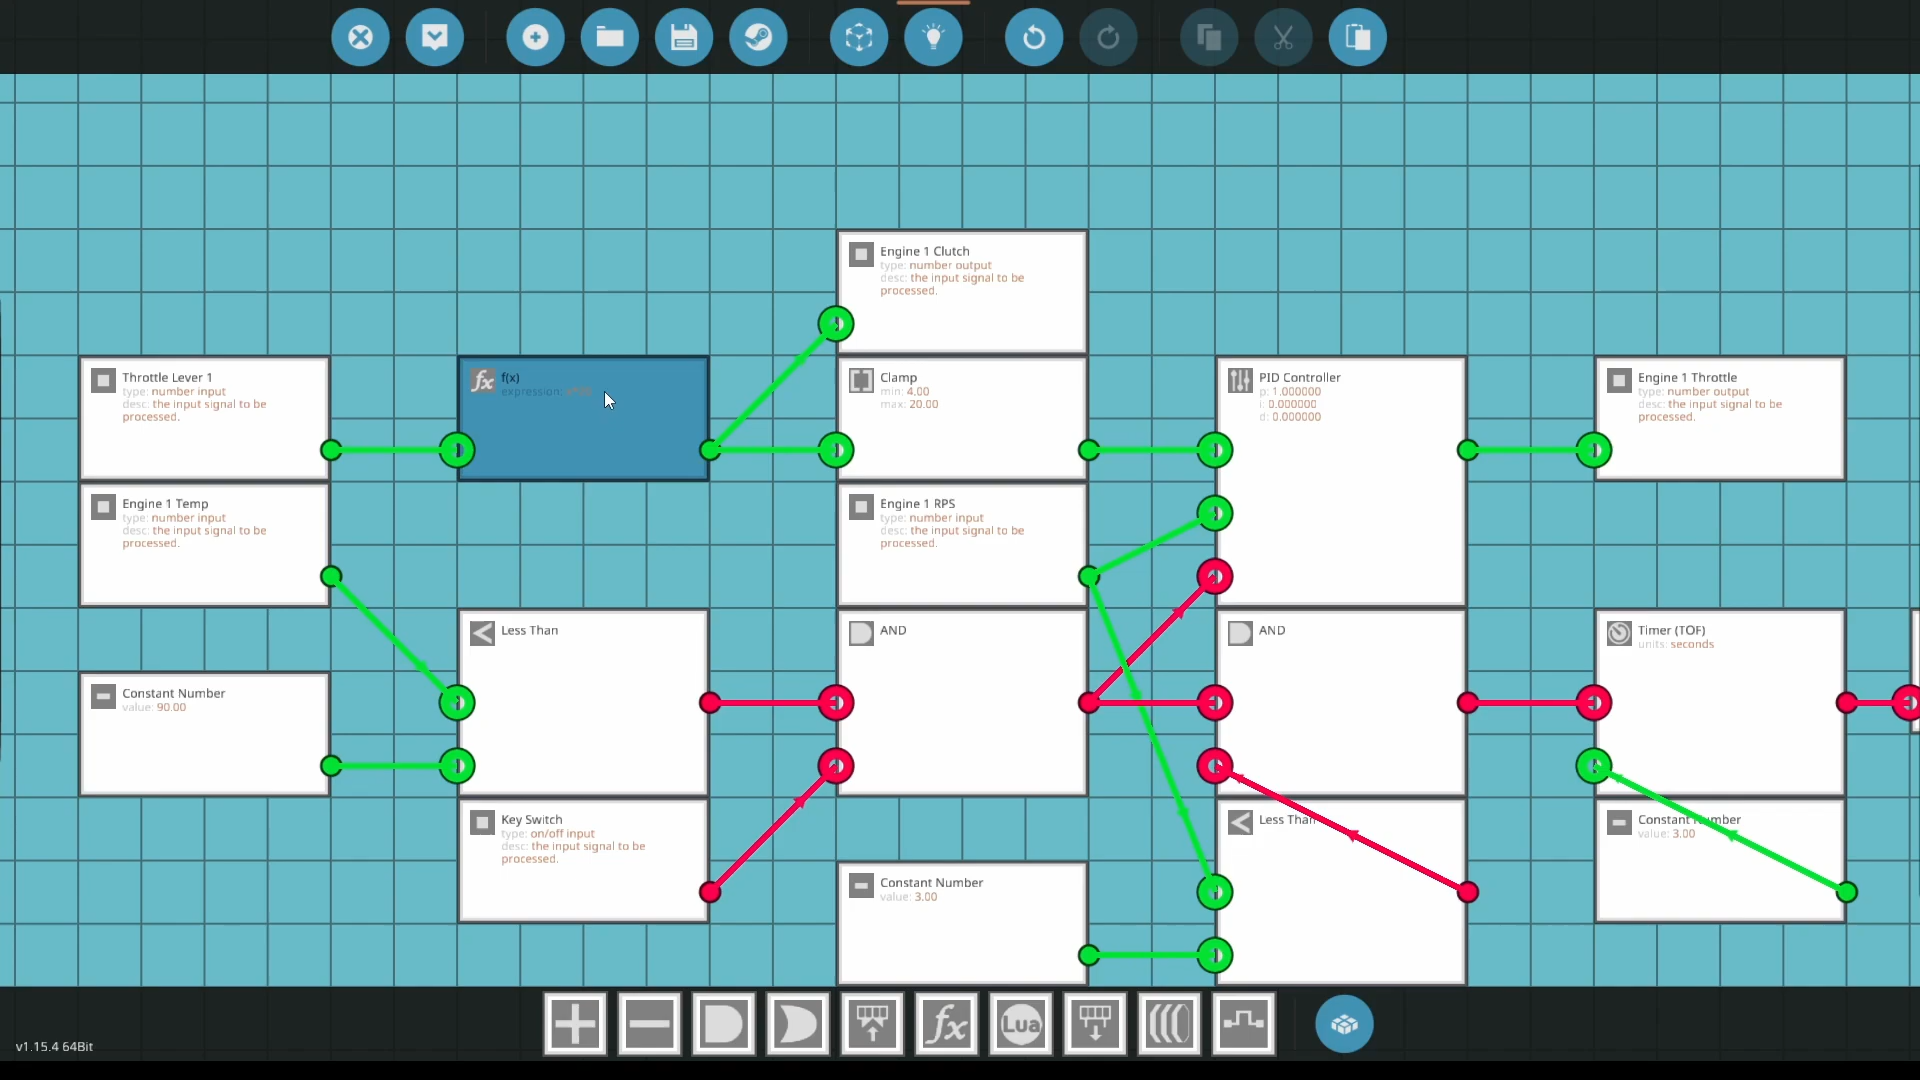 Engine 1 Clutch
type: number output
desc: the input signal to be
processed.
Throttle Lever 1
type: number input
desc: the input signal to be
processed.
fx
f(x)
expression:
Clamp
min: 4.00
max: 20.00
PID Controller
p: 1.000000
i: 0.000000
d: 0.000000
Engine 1 Throttle
type: number output
desc: the input signal to be
processed.
Engine 1 Temp
type: number input
desc: the input signal to be
processed.
Engine 1 RPS
type: number input
desc: the input signal to be
processed.
Less Than
AND
AND
Timer (TOF)
units: seconds
Constant Number
value: 90.00
Key Switch
type: on/off input
desc: the input signal to be
processed.
Less Than
Constant Number
value: 3.00
Constant Number
value: 3.00
fx
Lua
v1.15.4 64Bit